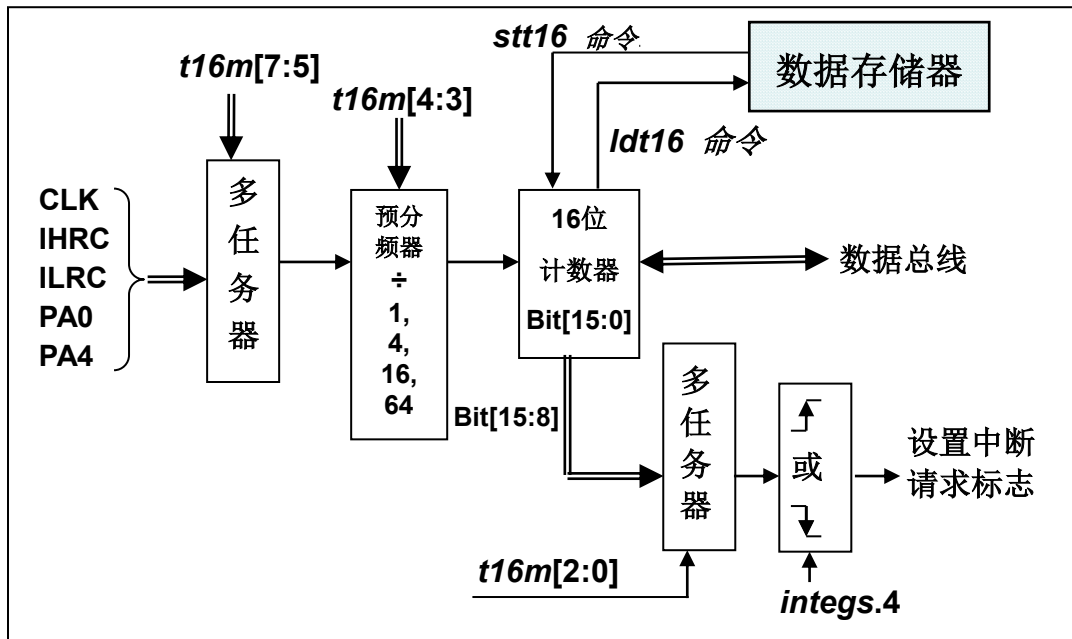 stt16 命令
数据存储器
t16m[7:5]
t16m[4:3]
ldt16 命令
CLK
IHRC
ILRC
PA0
PA4
多
任
务
器
预分
频器
÷
1,
4,
16,
64
16位
计数器
Bit[15:0]
数据总线
Bit[15:8]
多
任
务
器
或
设置中断
请求标志
t16m[2:0]
integs.4